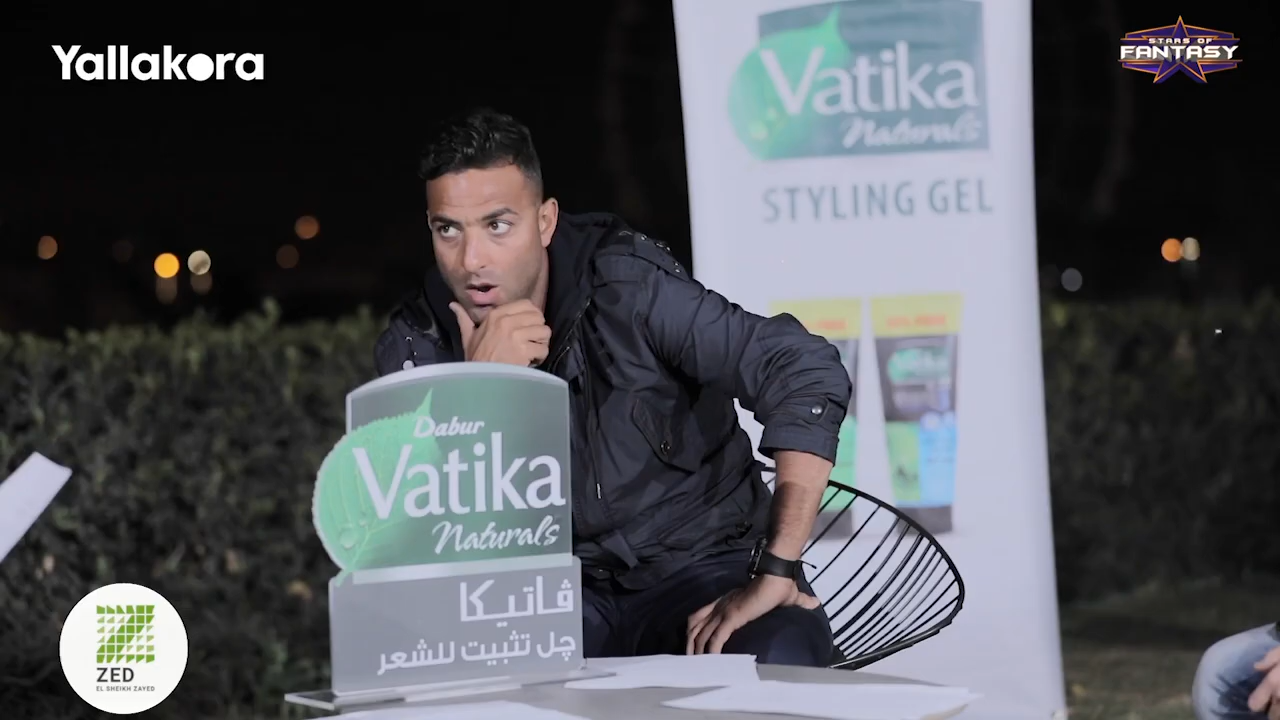 Yallakora
STARS OF
FANTASY
Vatika
Naturals
STYLING GEL
Dabur
Vatika
Naturals
ڤاتيكا
چل تثبيت للشعر
ZED
EL SHEIKH ZAYED